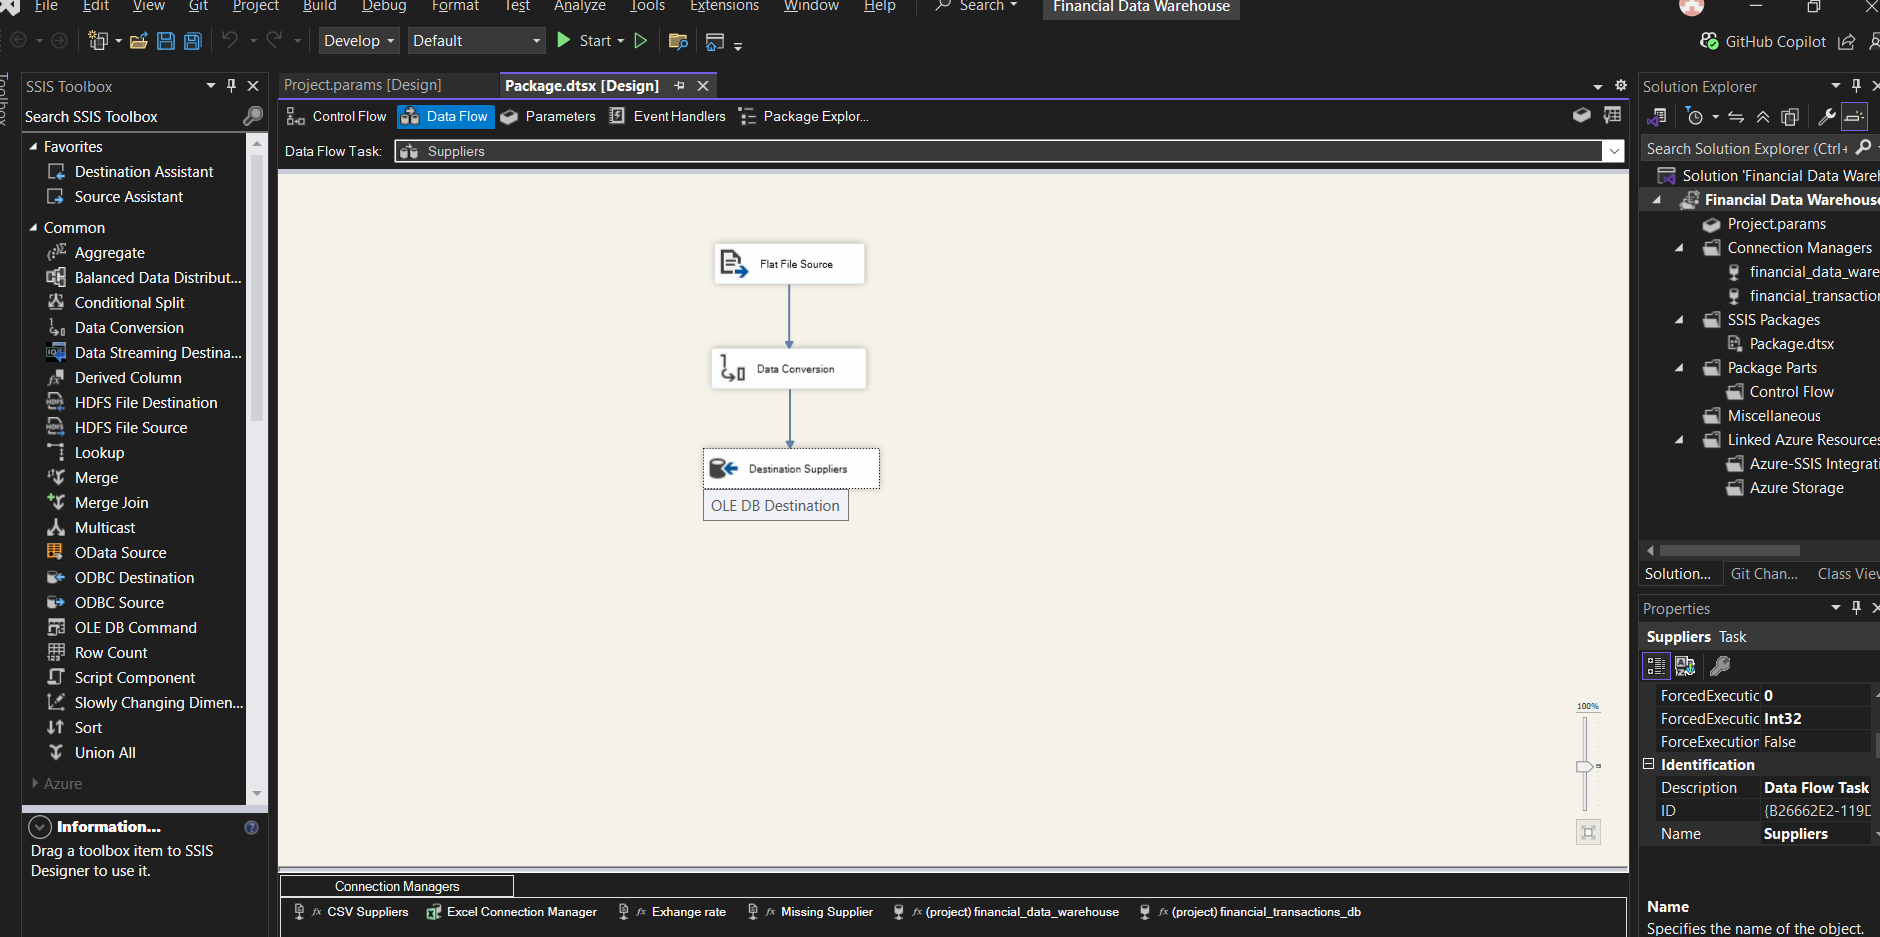 File Edit View Git Project Build Debug Format Test Analyze Tools Extensions Window Help Search Financial Data Warehouse
Develop Default Start GitHub Copilot
Toolbox
SSIS Toolbox
Search SSIS Toolbox
Favorites
Destination Assistant
Source Assistant
Common
Aggregate
Balanced Data Distribut...
Conditional Split
Data Conversion
Data Streaming Destina...
Derived Column
HDFS File Destination
HDFS File Source
Lookup
Merge
Merge Join
Multicast
OData Source
ODBC Destination
ODBC Source
OLE DB Command
Row Count
Script Component
Slowly Changing Dimen...
Sort
Union All
Azure
Information...
Drag a toolbox item to SSIS
Designer to use it.
Project.params [Design] Package.dtsx [Design]
Control Flow Data Flow Parameters Event Handlers Package Explor...
Data Flow Task: Suppliers
Flat File Source
Data Conversion
Destination Suppliers
OLE DB Destination
100%
Connection Managers
fx CSV Suppliers Excel Connection Manager fx Exhange rate fx Missing Supplier fx (project) financial_data_warehouse fx (project) financial_transactions_db
Solution Explorer
Search Solution Explorer (Ctrl+
Solution 'Financial Data Wareh
Financial Data Warehouse
Project.params
Connection Managers
financial_data_ware
financial_transaction
SSIS Packages
Package.dtsx
Package Parts
Control Flow
Miscellaneous
Linked Azure Resources
Azure-SSIS Integrati
Azure Storage
Solution... Git Chan... Class View
Properties
Suppliers Task
ForcedExecutic 0
ForcedExecutic Int32
ForceExecution False
Identification
Description Data Flow Task
ID {B26662E2-119D
Name Suppliers
Name
Specifies the name of the object.